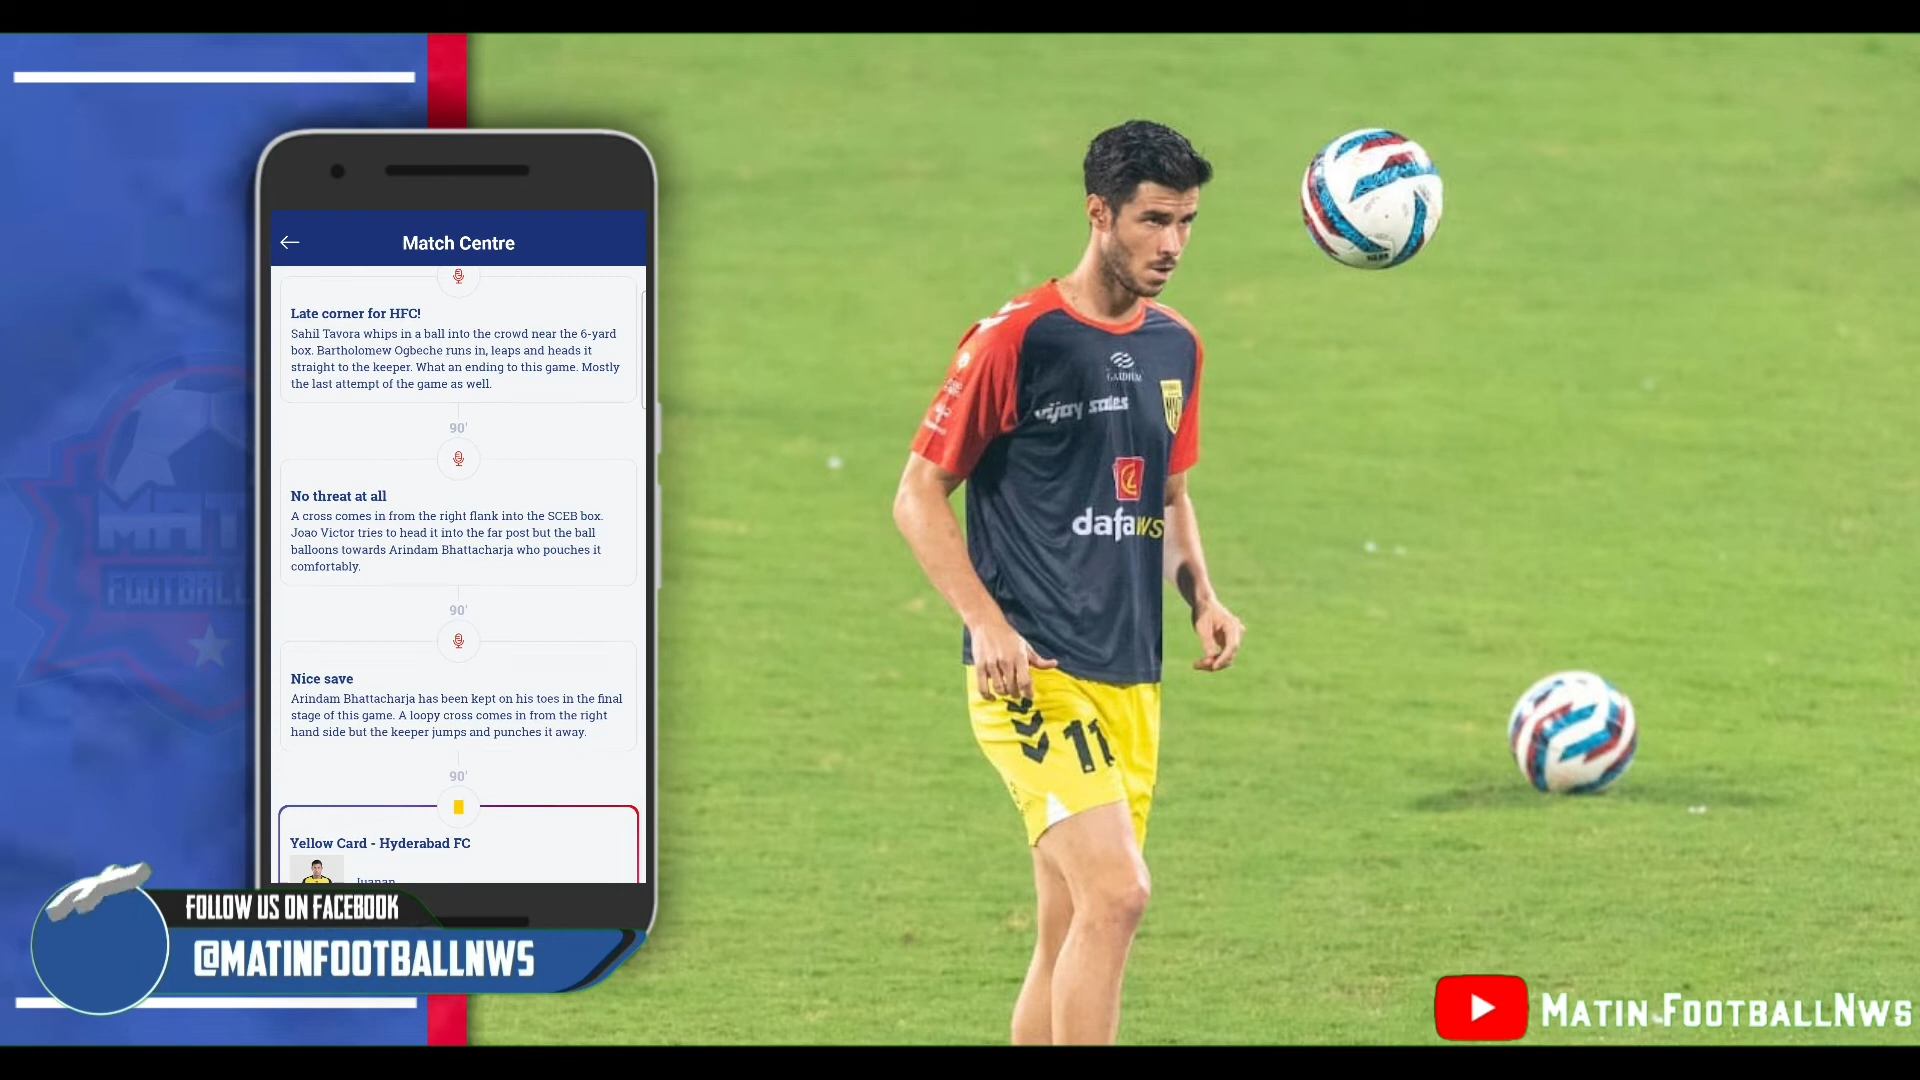 Match Centre
Late corner for HFC!
Sahil Tavora whips in a ball into the crowd near the 6-yard
box. Bartholomew Ogbeche runs in, leaps and heads it
straight to the keeper. What an ending to this game. Mostly
the last attempt of the game as well.
90'
No threat at all
A cross comes in from the right flank into the SCEB box.
Joao Victor tries to head it into the far post but the ball
balloons towards Arindam Bhattacharja who pouches it
comfortably.
90'
Nice save
Arindam Bhattacharja has been kept on his toes in the final
stage of this game. A loopy cross comes in from the right
hand side but the keeper jumps and punches it away.
90'
Yellow Card - Hyderabad FC
Juanan
FOLLOW US ON FACEBOOK
@MATINFOOTBALLNWS
MATI
FOOTBALL
vijay sales
dafa
11
MATIN FOOTBALLNWS